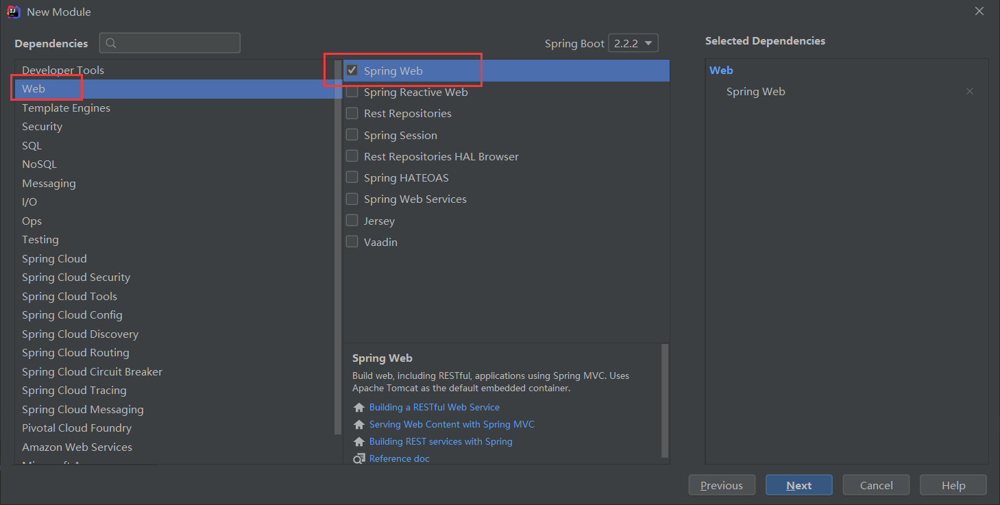 New Module
Dependencies
Spring Boot 2.2.2
Selected Dependencies
Developer Tools
Web
Template Engines
Security
SQL
NoSQL
Messaging
I/O
Ops
Testing
Spring Cloud
Spring Cloud Security
Spring Cloud Tools
Spring Cloud Config
Spring Cloud Discovery
Spring Cloud Routing
Spring Cloud Circuit Breaker
Spring Cloud Tracing
Spring Cloud Messaging
Pivotal Cloud Foundry
Amazon Web Services
Spring Web
Spring Reactive Web
Rest Repositories
Spring Session
Rest Repositories HAL Browser
Spring HATEOAS
Spring Web Services
Jersey
Vaadin
Spring Web
Build web, including RESTful, applications using Spring MVC. Uses
Apache Tomcat as the default embedded container.
Building a RESTful Web Service
Serving Web Content with Spring MVC
Building REST services with Spring
Reference doc
Web
Spring Web
Previous
Next
Cancel
Help